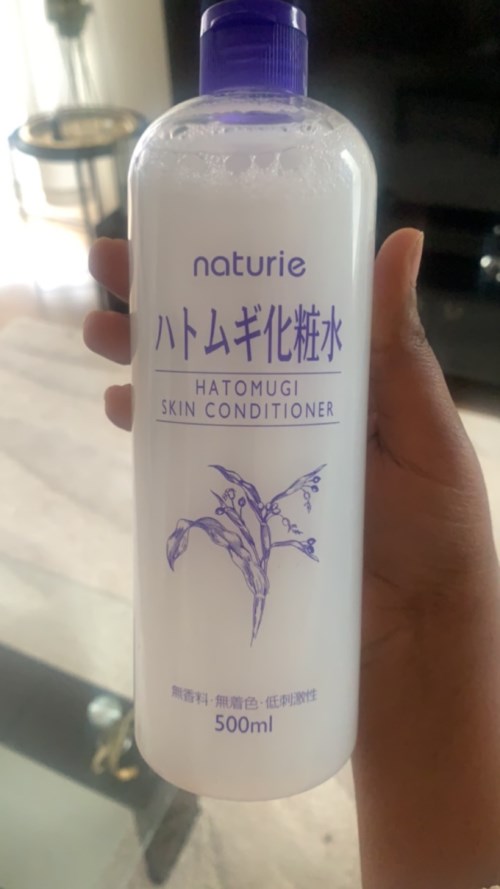 naturie
ハトムギ化粧水
HATOMUGI
SKIN CONDITIONER
無香料·無着色·低刺激性
500ml